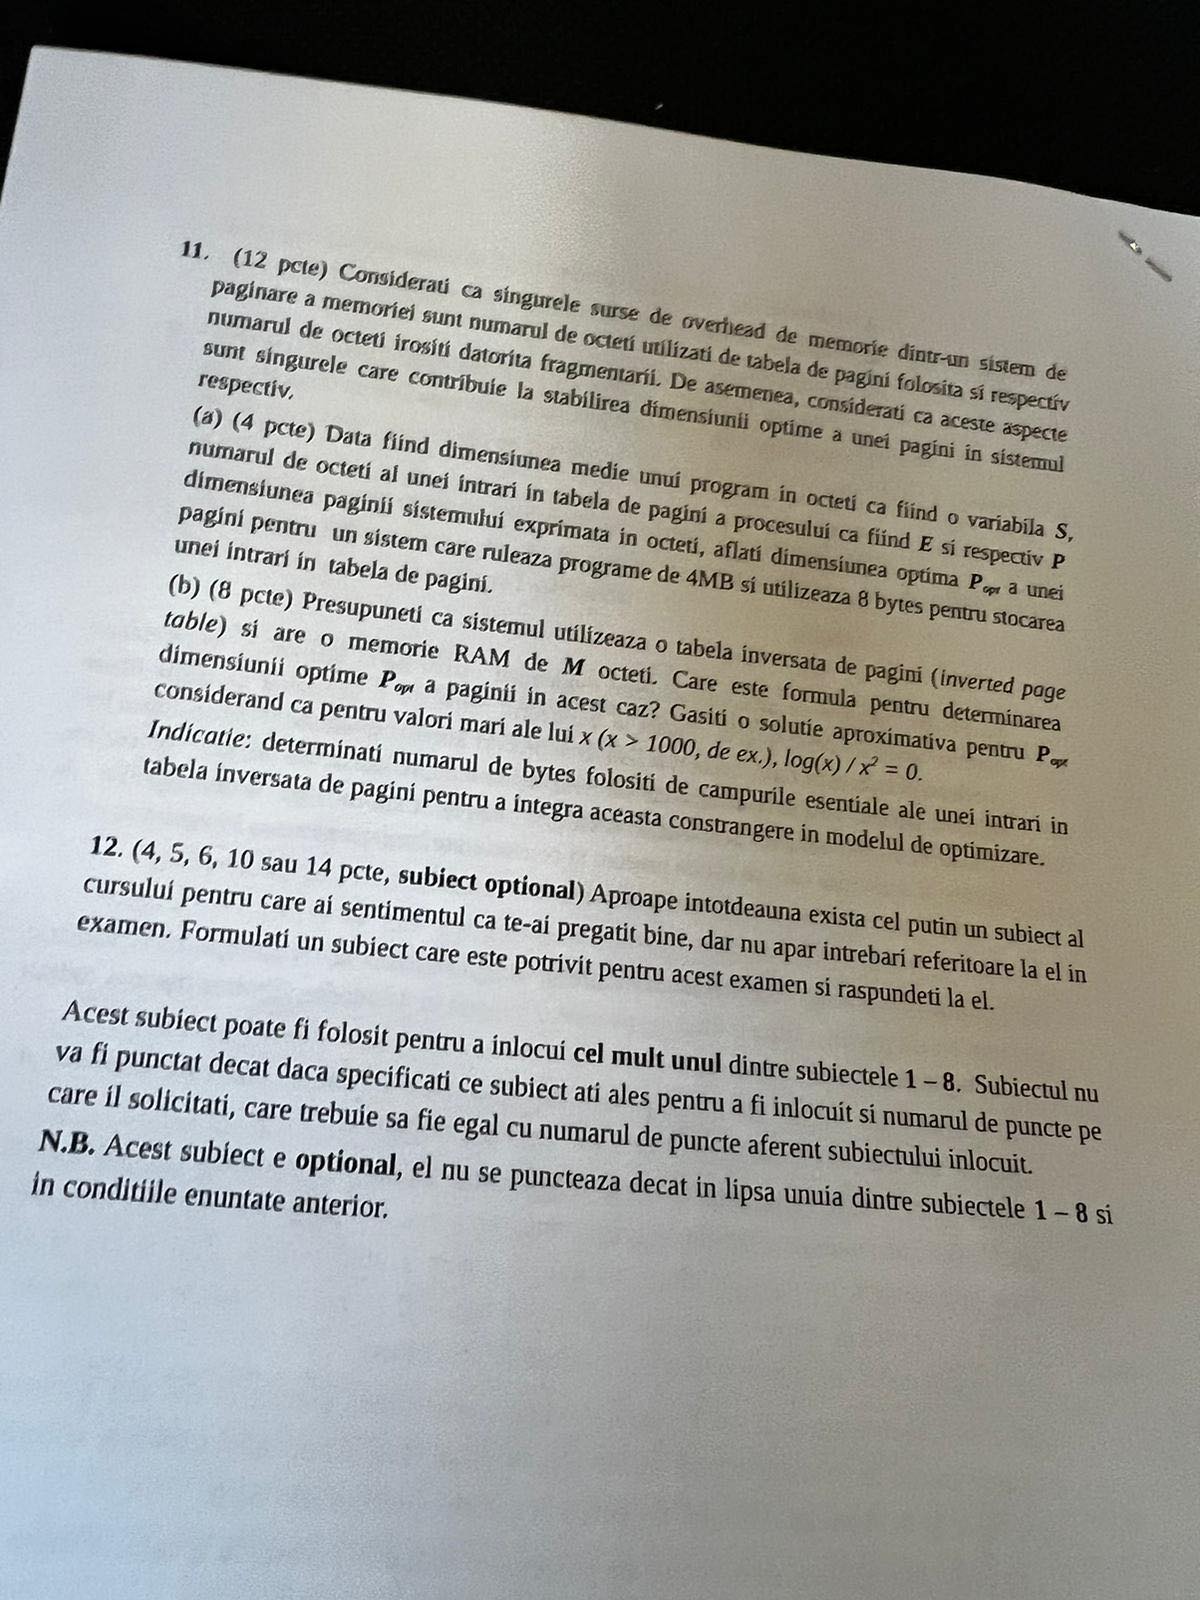 11. (12 pcte) Considerati ca singurele surse de overhead de memorie dintr-un sistem de
paginare a memoriei sunt numarul de octeti utilizati de tabela de pagini folosita si respectiv
numarul de octeti irositi datorita fragmentarii. De asemenea, considerati ca aceste aspecte
sunt singurele care contribuie la stabilirea dimensiunii optime a unei pagini in sistemul
respectiv.
(a) (4 pcte) Data fiind dimensiunea medie unui program in octeti ca fiind o variabila S,
numarul de octeti al unei intrari in tabela de pagini a procesului ca fiind E si respectiv P
dimensiunea paginii sistemului exprimata in octeti, aflati dimensiunea optima Popt a unei
pagini pentru un sistem care ruleaza programe de 4MB si utilizeaza 8 bytes pentru stocarea
unei intrari in tabela de pagini.
(b) (8 pcte) Presupuneti ca sistemul utilizeaza o tabela inversata de pagini (inverted page
table) si are o memorie RAM de M octeti. Care este formula pentru determinarea
dimensiunii optime Popt a paginii in acest caz? Gasiti o solutie aproximativa pentru Popt
considerand ca pentru valori mari ale lui x (x > 1000, de ex.), log(x) / x² = 0.
Indicatie: determinati numarul de bytes folositi de campurile esentiale ale unei intrari in
tabela inversata de pagini pentru a integra aceasta constrangere in modelul de optimizare.
12. (4, 5, 6, 10 sau 14 pcte, subiect optional) Aproape intotdeauna exista cel putin un subiect al
cursului pentru care ai sentimentul ca te-ai pregatit bine, dar nu apar intrebari referitoare la el in
examen. Formulati un subiect care este potrivit pentru acest examen si raspundeti la el.
Acest subiect poate fi folosit pentru a inlocui cel mult unul dintre subiectele 1 – 8. Subiectul nu
va fi punctat decat daca specificati ce subiect ati ales pentru a fi inlocuit si numarul de puncte pe
care il solicitati, care trebuie sa fie egal cu numarul de puncte aferent subiectului inlocuit.
N.B. Acest subiect e optional, el nu se puncteaza decat in lipsa unuia dintre subiectele 1 – 8 si
in conditiile enuntate anterior.